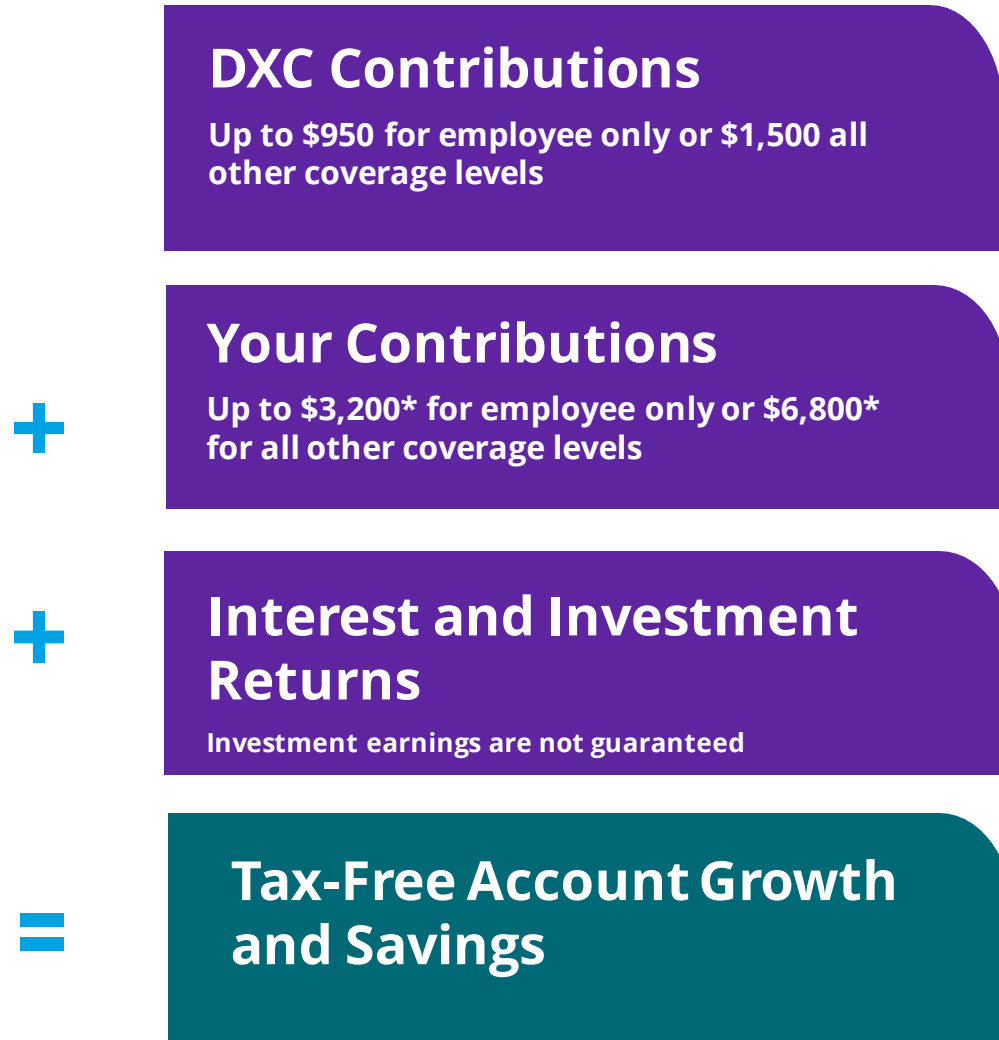 DXC Contributions
Up to $950 for employee only or $1,500 all
other coverage levels
+
Your Contributions
Up to $3,200* for employee only or $6,800*
for all other coverage levels
+
Interest and Investment
Returns
Investment earnings are not guaranteed
=
Tax-Free Account Growth
and Savings